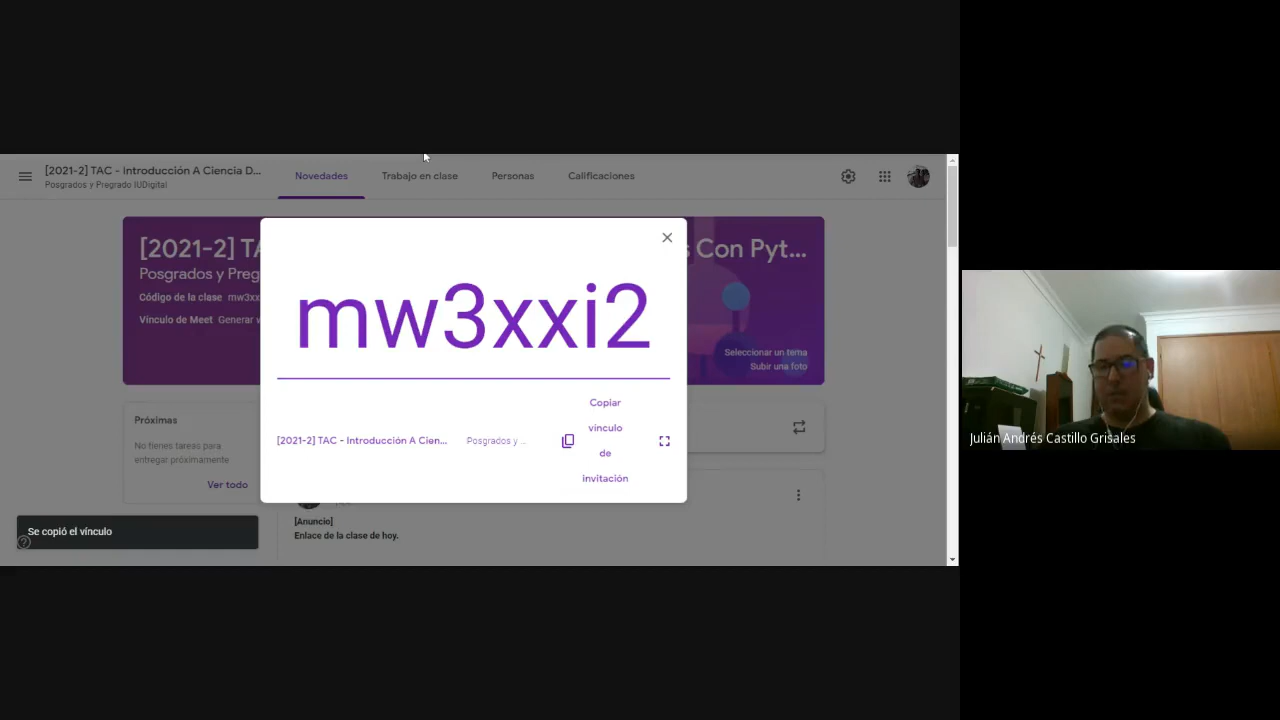 [2021-2] TAC - Introducción A Ciencia D...
Posgrados y Pregrado IUDigital
Novedades
Trabajo en clase
Personas
Calificaciones
[2021-2] TA
s Con Pyt...
Posgrados y Preg
Código de la clase mw3xx
Vínculo de Meet Generar v
Seleccionar un tema
Subir una foto
mw3xxi2
[2021-2] TAC - Introducción A Cien...
Posgrados y ...
Copiar
vínculo
de
invitación
Próximas
No tienes tareas para
entregar próximamente
Ver todo
[Anuncio]
Enlace de la clase de hoy.
Se copió el vínculo
Julián Andrés Castillo Grisales